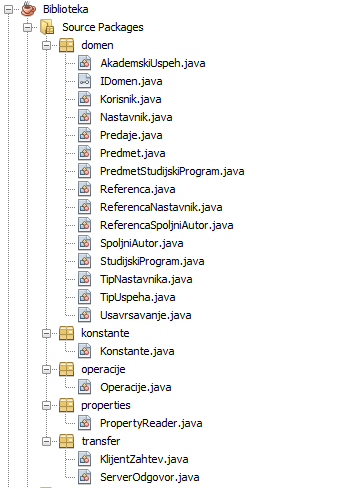 Biblioteka
Source Packages
domen
AkademskiUspeh.java
IDomen.java
Korisnik.java
Nastavnik.java
Predaje.java
Predmet.java
PredmetStudijskiProgram.java
Referenca.java
ReferencaNastavnik.java
ReferencaSpoljniAutor.java
SpoljniAutor.java
StudijskiProgram.java
TipNastavnika.java
TipUspeha.java
Usavrsavanje.java
konstante
Konstante.java
operacije
Operacije.java
properties
PropertyReader.java
transfer
KlijentZahtev.java
ServerOdgovor.java